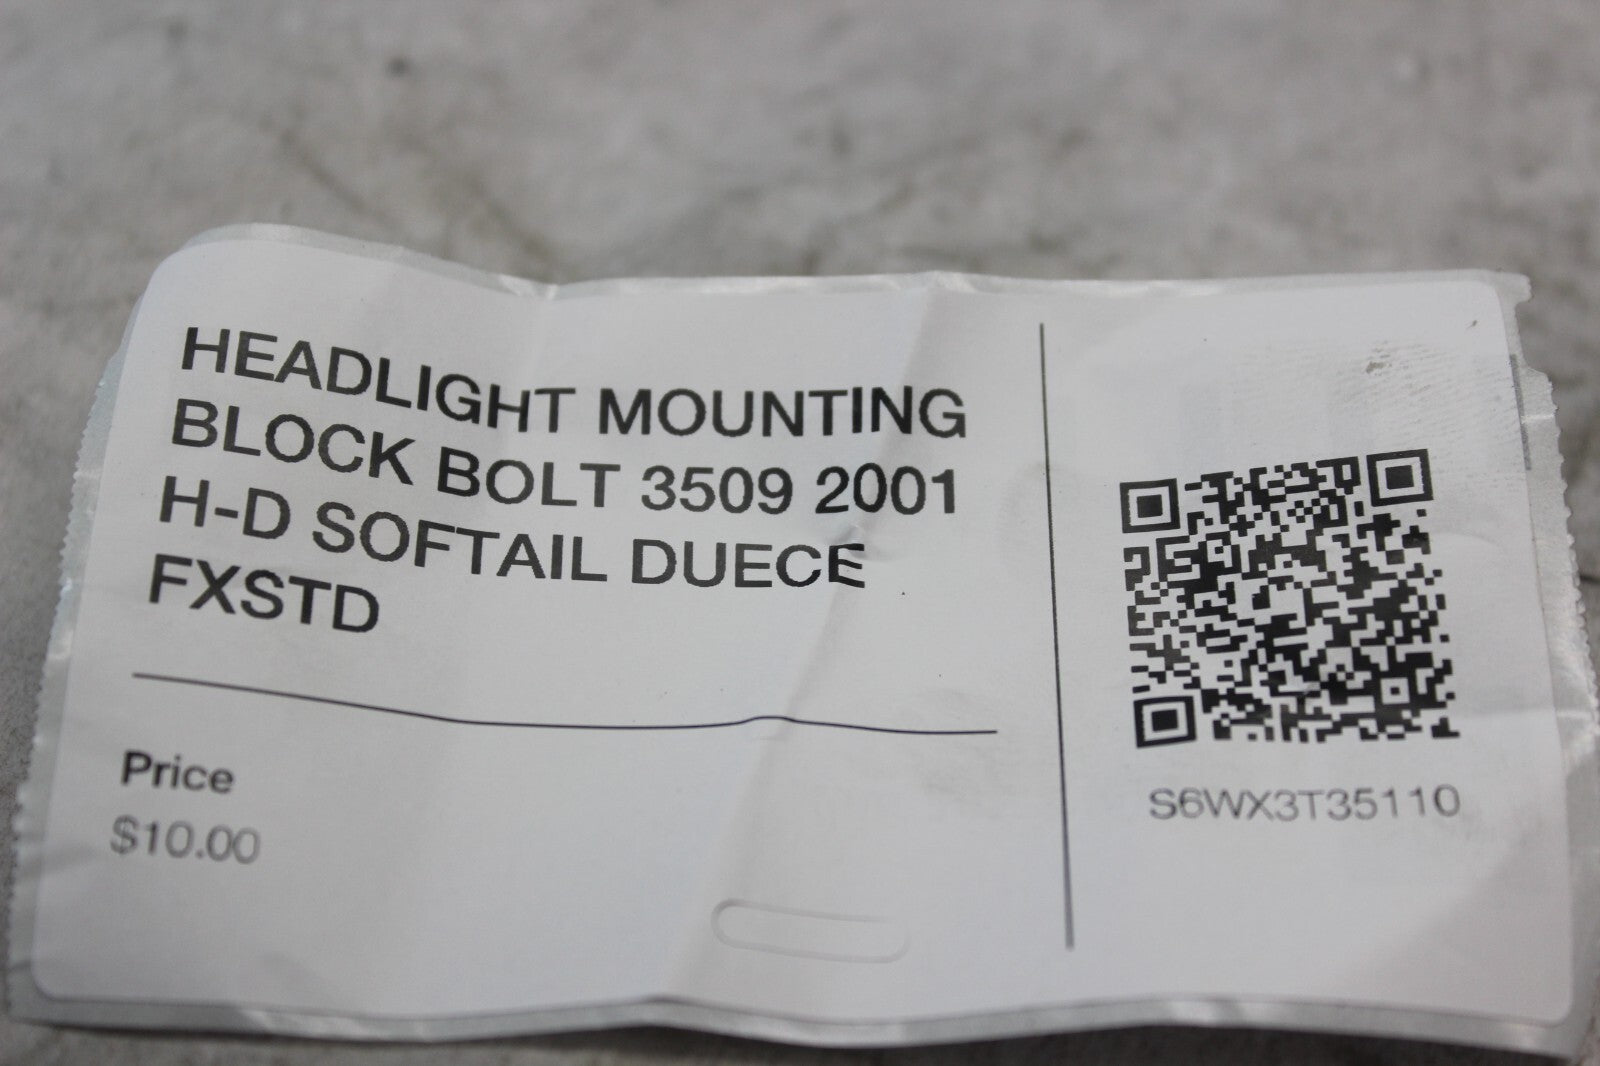 HEADLIGHT MOUNTING
BLOCK BOLT 3509 2001
H-D SOFTAIL DUECE
FXSTD
Price
$10.00
S6WX3T35110